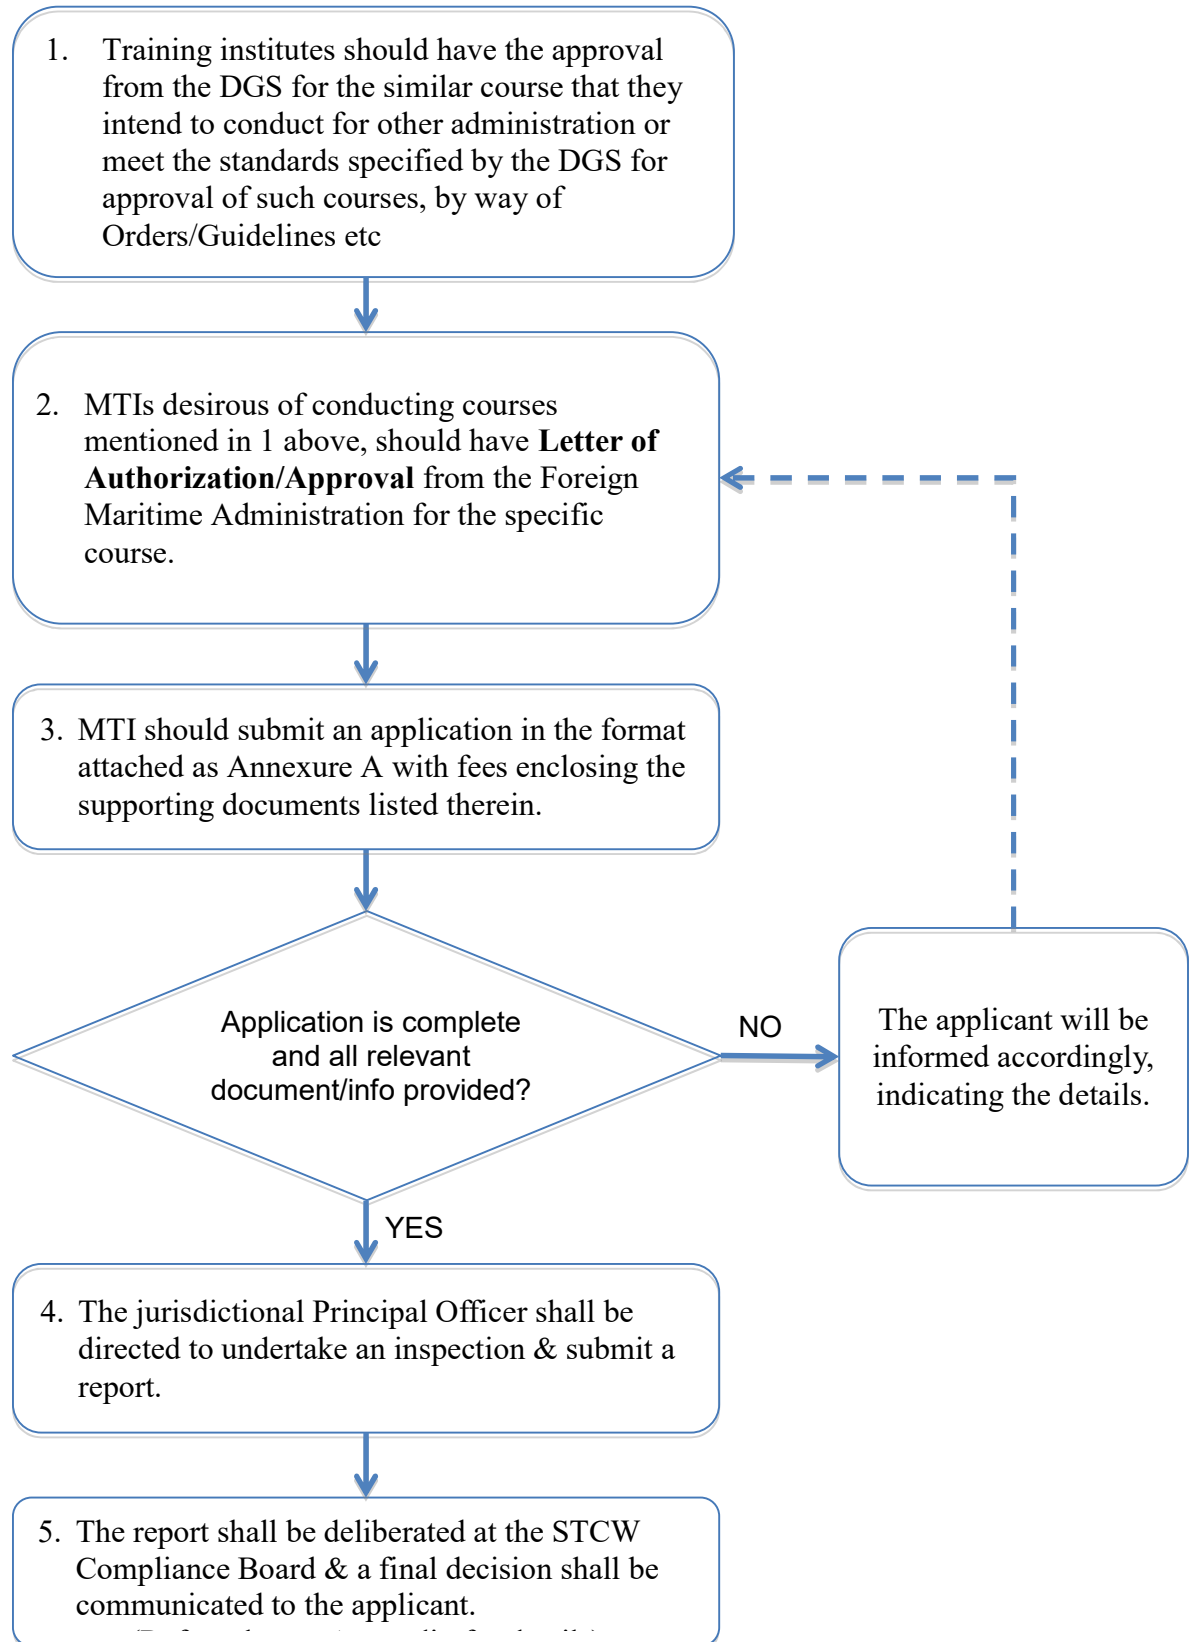 1. Training institutes should have the approval
from the DGS for the similar course that they
intend to conduct for other administration or
meet the standards specified by the DGS for
approval of such courses, by way of
Orders/Guidelines etc
2. MTIs desirous of conducting courses
mentioned in 1 above, should have Letter of
Authorization/Approval from the Foreign
Maritime Administration for the specific
course.
3. MTI should submit an application in the format
attached as Annexure A with fees enclosing the
supporting documents listed therein.
Application is complete
and all relevant
document/info provided?
NO
The applicant will be
informed accordingly,
indicating the details.
YES
4. The jurisdictional Principal Officer shall be
directed to undertake an inspection & submit a
report.
5. The report shall be deliberated at the STCW
Compliance Board & a final decision shall be
communicated to the applicant.